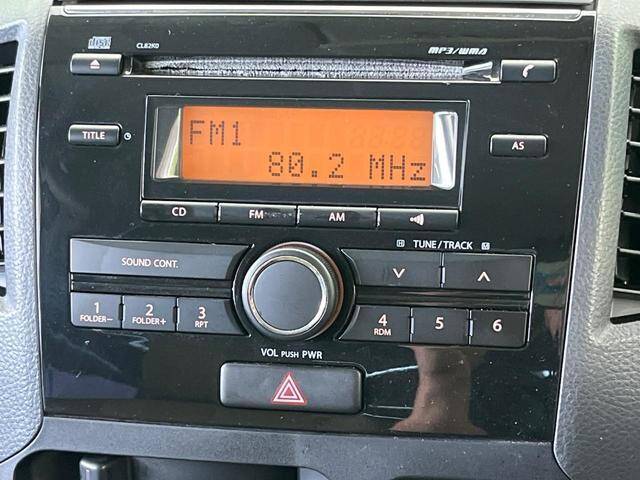 CL82K0
MP3/WMA
TITLE
AS
FM1
80.2 MHz
CD FM AM
TUNE/TRACK
SOUND CONT.
1 2 3 4 5 6
FOLDER- FOLDER+ RPT RDM
VOL PUSH PWR